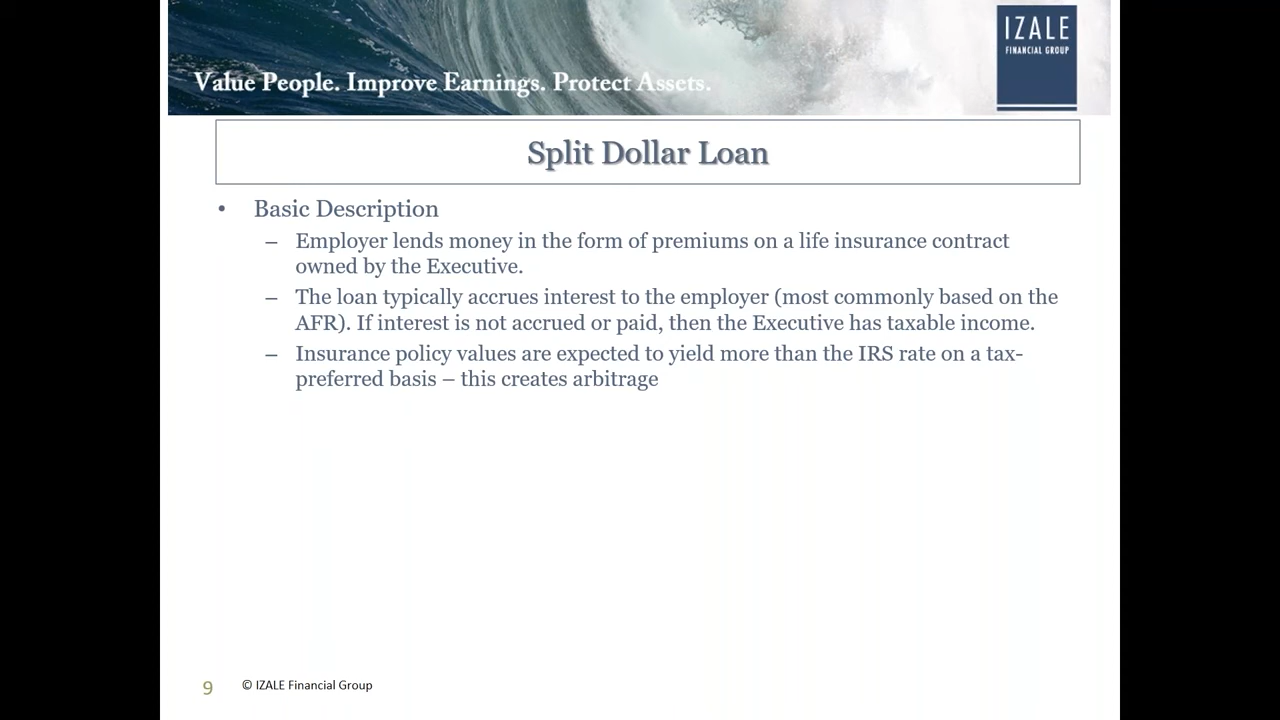 Value People. Improve Earnings. Protect Assets.
IZALE
FINANCIAL GROUP
Split Dollar Loan
• Basic Description
– Employer lends money in the form of premiums on a life insurance contract
owned by the Executive.
– The loan typically accrues interest to the employer (most commonly based on the
AFR). If interest is not accrued or paid, then the Executive has taxable income.
– Insurance policy values are expected to yield more than the IRS rate on a tax-
preferred basis – this creates arbitrage
9
© IZALE Financial Group